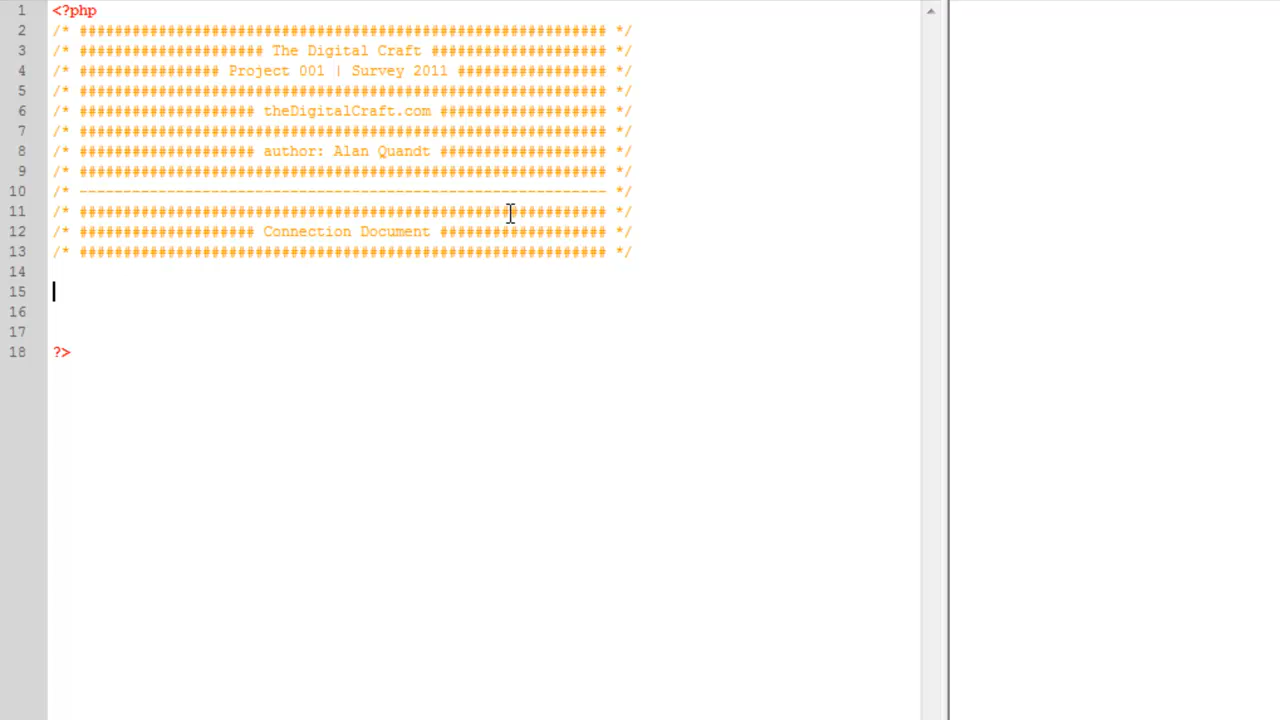 1 <?php
2 /* ############################################################ */
3 /* ##################### The Digital Craft #################### */
4 /* ################ Project 001 | Survey 2011 ################# */
5 /* ############################################################ */
6 /* #################### theDigitalCraft.com ################### */
7 /* ############################################################ */
8 /* #################### author: Alan Quandt ################### */
9 /* ############################################################ */
10 /* ------------------------------------------------------------ */
11 /* ############################################################ */
12 /* #################### Connection Document ################### */
13 /* ############################################################ */
14
15
16
17
18 ?>